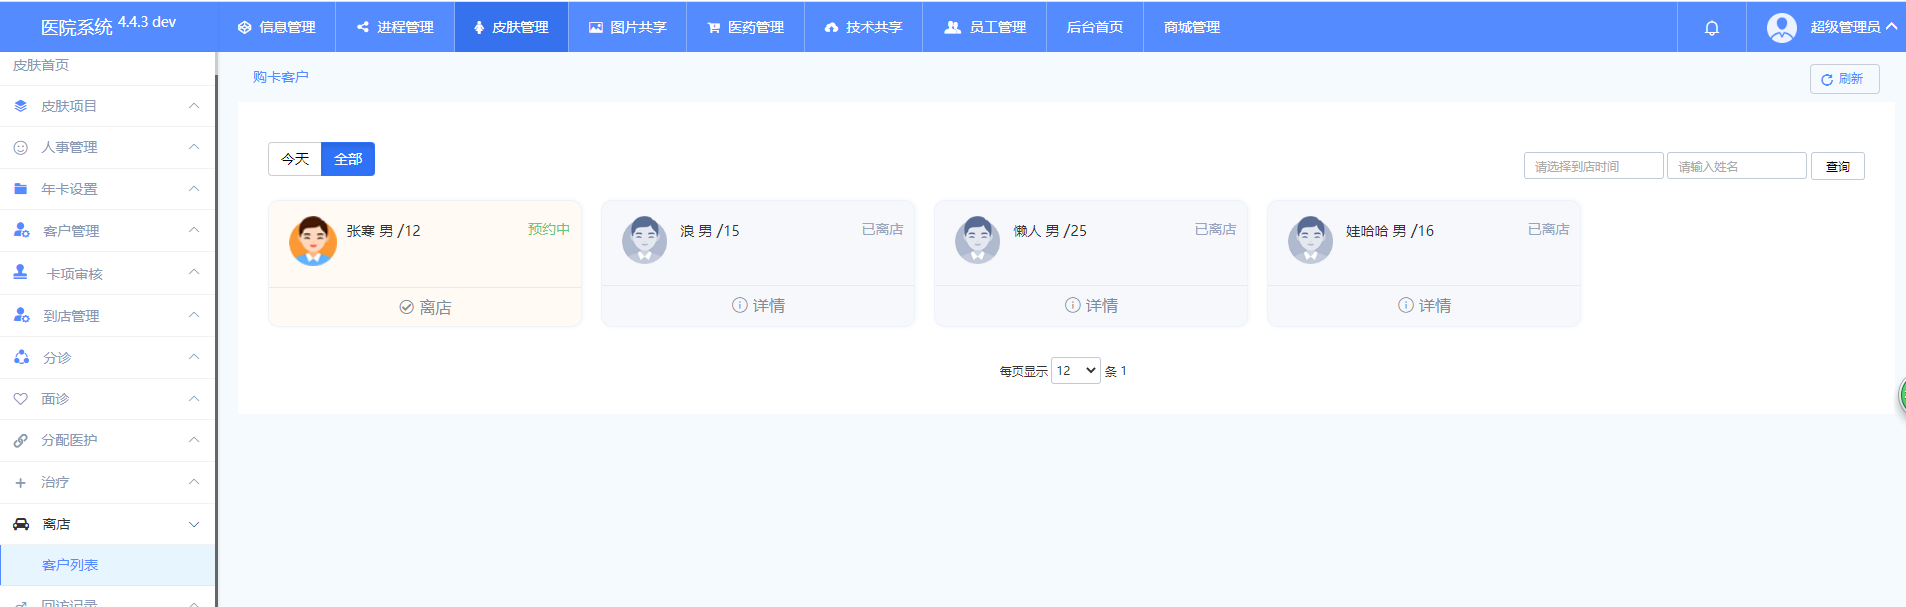 医院系统 4.4.3 dev
信息管理
进程管理
皮肤管理
图片共享
医药管理
技术共享
员工管理
后台首页
商城管理
超级管理员
皮肤首页
皮肤项目
人事管理
年卡设置
客户管理
卡项审核
到店管理
分诊
面诊
分配医护
治疗
离店
客户列表
回访记录
购卡客户
刷新
今天 全部
请选择到店时间 请输入姓名 查询
张寒 男 /12 预约中
离店
浪 男 /15 已离店
详情
懒人 男 /25 已离店
详情
娃哈哈 男 /16 已离店
详情
每页显示 12 条 1